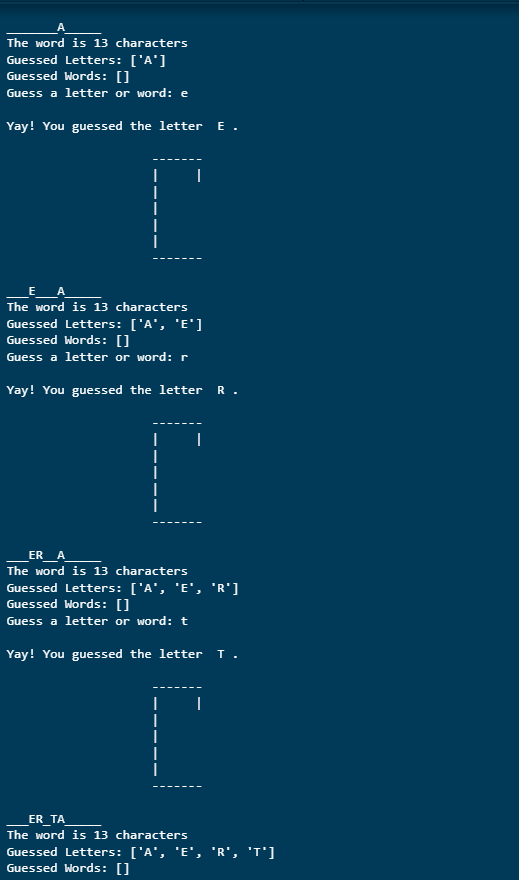 _______A_____
The word is 13 characters
Guessed Letters: ['A']
Guessed Words: []
Guess a letter or word: e
Yay! You guessed the letter  E .
                    -------
                    |     |
                    |
                    |
                    |
                    |
                    -------
___E___A_____
The word is 13 characters
Guessed Letters: ['A', 'E']
Guessed Words: []
Guess a letter or word: r
Yay! You guessed the letter  R .
                    -------
                    |     |
                    |
                    |
                    |
                    |
                    -------
___ER__A_____
The word is 13 characters
Guessed Letters: ['A', 'E', 'R']
Guessed Words: []
Guess a letter or word: t
Yay! You guessed the letter  T .
                    -------
                    |     |
                    |
                    |
                    |
                    |
                    -------
___ER_TA_____
The word is 13 characters
Guessed Letters: ['A', 'E', 'R', 'T']
Guessed Words: []